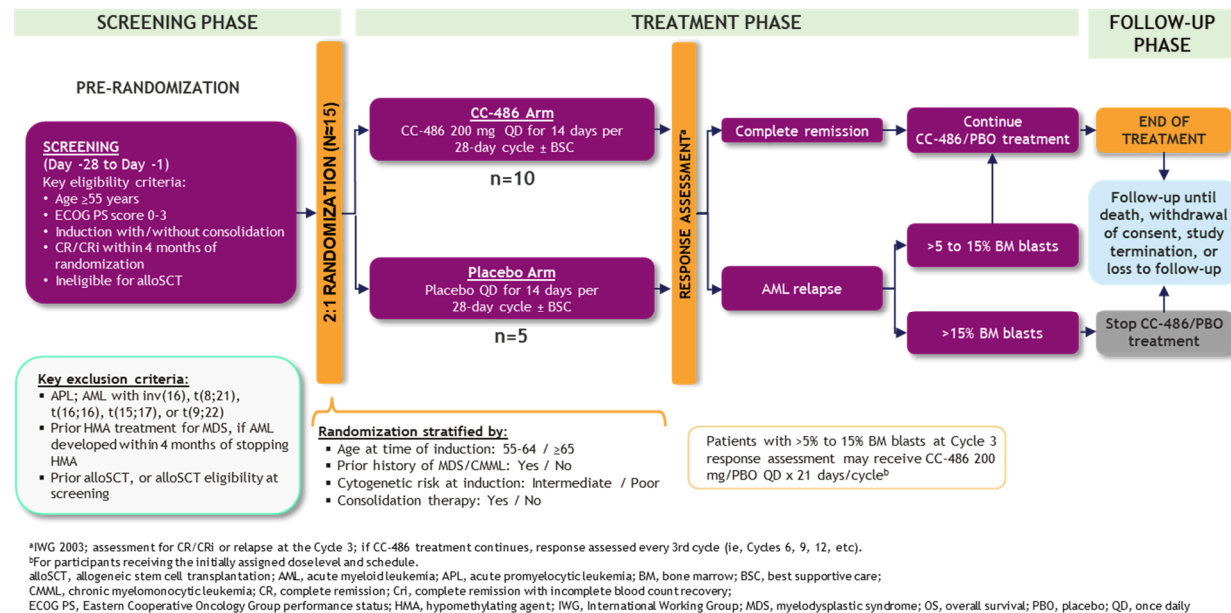 SCREENING PHASE
TREATMENT PHASE
FOLLOW-UP
PHASE
PRE-RANDOMIZATION
SCREENING
(Day -28 to Day -1)
Key eligibility criteria:
• Age ≥55 years
• ECOG PS score 0-3
• Induction with/without consolidation
• CR/CRi within 4 months of
randomization
• Ineligible for alloSCT
2:1 RANDOMIZATION (N≈15)
CC-486 Arm
CC-486 200 mg QD for 14 days per
28-day cycle ± BSC
n=10
Placebo Arm
Placebo QD for 14 days per
28-day cycle ± BSC
n=5
RESPONSE ASSESSMENTᵃ
Complete remission
AML relapse
Continue
CC-486/PBO treatment
>5 to 15% BM blasts
>15% BM blasts
END OF
TREATMENT
Follow-up until
death, withdrawal
of consent, study
termination, or
loss to follow-up
Stop CC-486/PBO
treatment
Key exclusion criteria:
▪ APL; AML with inv(16), t(8;21),
t(16;16), t(15;17), or t(9;22)
▪ Prior HMA treatment for MDS, if AML
developed within 4 months of stopping
HMA
▪ Prior alloSCT, or alloSCT eligibility at
screening
Randomization stratified by:
▪ Age at time of induction: 55-64 / ≥65
▪ Prior history of MDS/CMML: Yes / No
▪ Cytogenetic risk at induction: Intermediate / Poor
▪ Consolidation therapy: Yes / No
Patients with >5% to 15% BM blasts at Cycle 3
response assessment may receive CC-486 200
mg/PBO QD x 21 days/cycleᵇ
ᵃIWG 2003; assessment for CR/CRi or relapse at the Cycle 3; if CC-486 treatment continues, response assessed every 3rd cycle (ie, Cycles 6, 9, 12, etc).
ᵇFor participants receiving the initially assigned dose level and schedule.
alloSCT, allogeneic stem cell transplantation; AML, acute myeloid leukemia; APL, acute promyelocytic leukemia; BM, bone marrow; BSC, best supportive care;
CMML, chronic myelomonocytic leukemia; CR, complete remission; Cri, complete remission with incomplete blood count recovery;
ECOG PS, Eastern Cooperative Oncology Group performance status; HMA, hypomethylating agent; IWG, International Working Group; MDS, myelodysplastic syndrome; OS, overall survival; PBO, placebo; QD, once daily